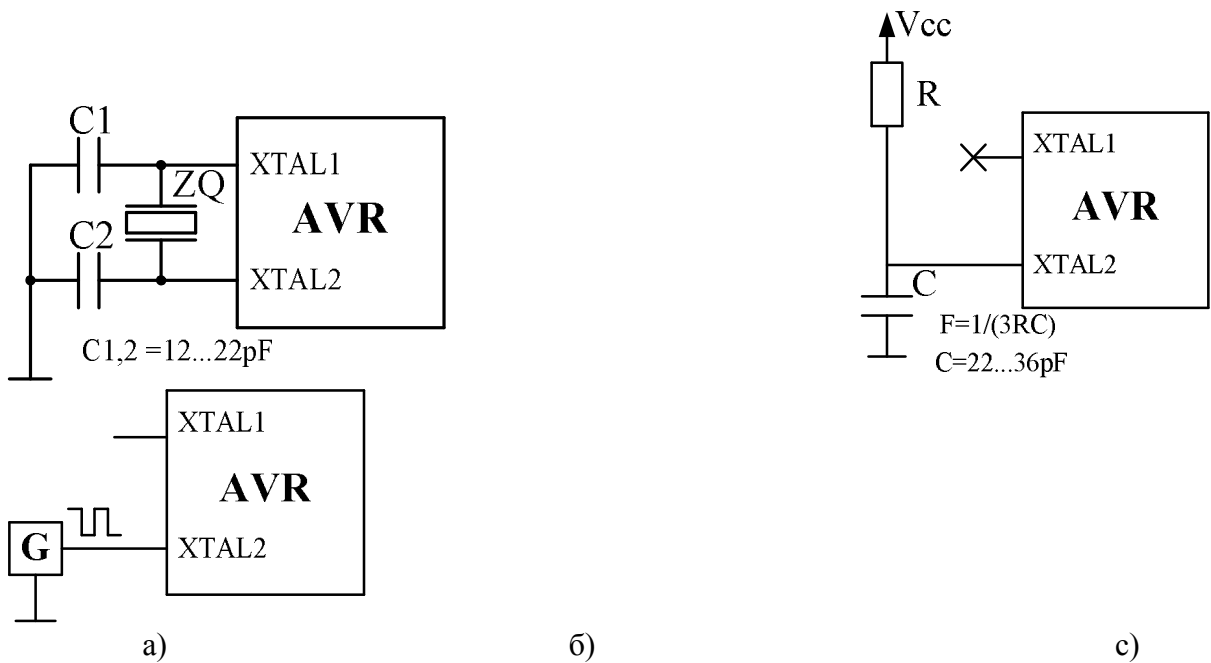 C1
ZQ
C2
XTAL1
AVR
XTAL2
C1,2 =12...22pF
Vcc
R
XTAL1
AVR
XTAL2
C
F=1/(3RC)
C=22...36pF
XTAL1
AVR
G
XTAL2
а) б) с)